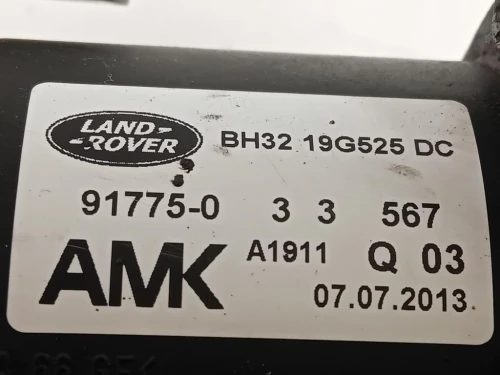 LAND-
ROVER
BH32 19G525 DC
91775-0 3 3 567
AMK A1911 Q 03
07.07.2013